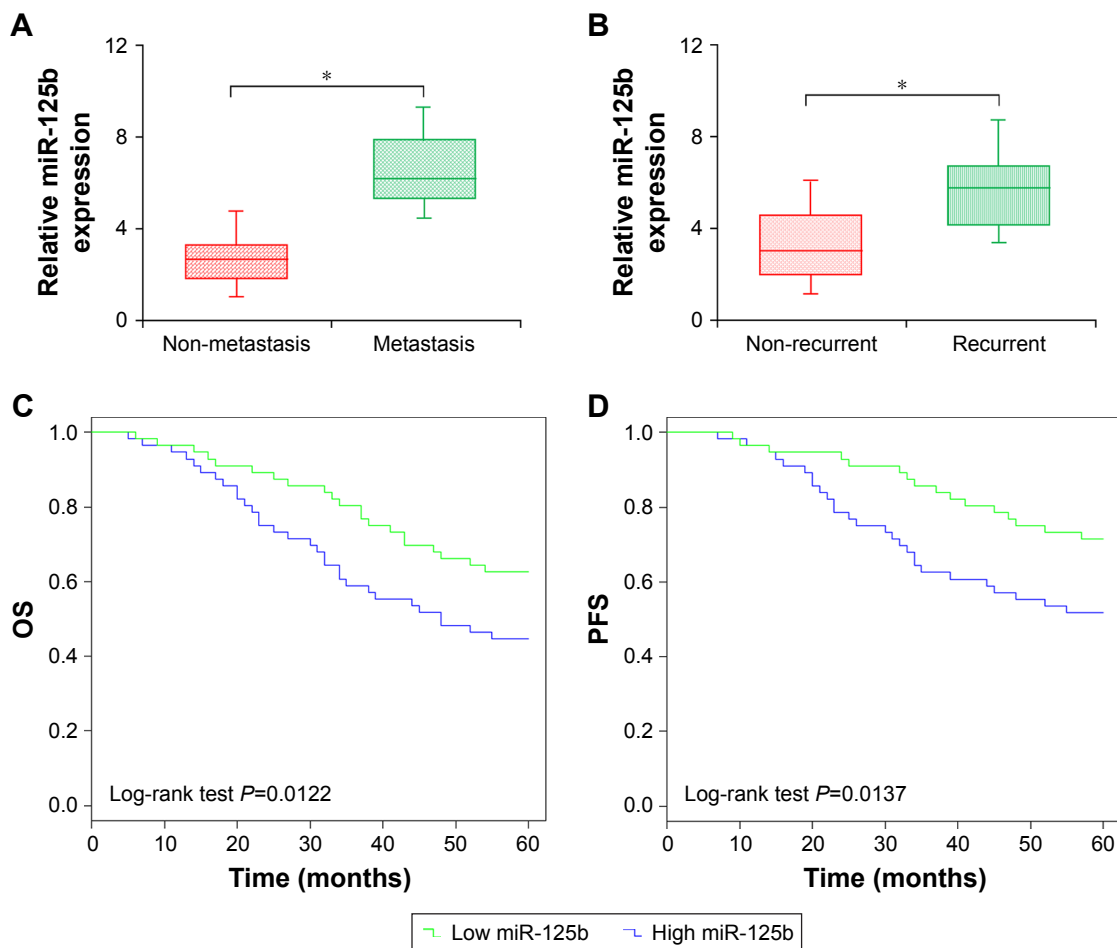 A
Relative miR-125b
expression
12
8
4
0
*
Non-metastasis
Metastasis
B
Relative miR-125b
expression
12
8
4
0
*
Non-recurrent
Recurrent
C
OS
1.0
0.8
0.6
0.4
0.2
0.0
Log-rank test P=0.0122
0 10 20 30 40 50 60
Time (months)
D
PFS
1.0
0.8
0.6
0.4
0.2
0.0
Log-rank test P=0.0137
0 10 20 30 40 50 60
Time (months)
Low miR-125b High miR-125b